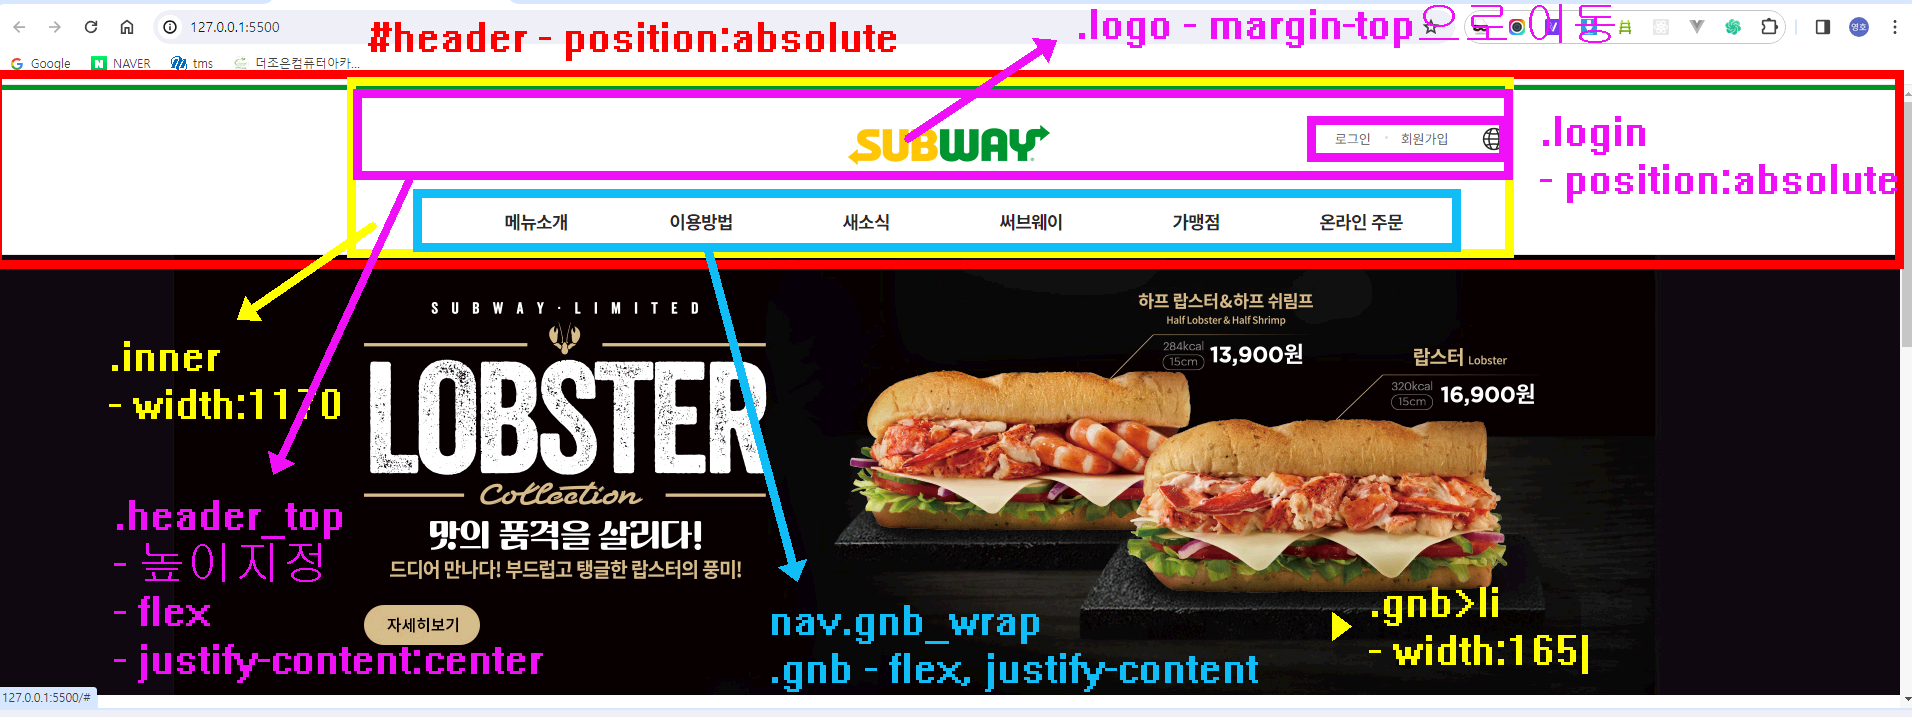 127.0.0.1:5500
#header - position:absolute
.logo - margin-top으로 이동
영호
Google
NAVER
tms
더조은컴퓨터아카...
SUBWAY
로그인
회원가입
.login
- position:absolute
메뉴소개
이용방법
새소식
써브웨이
가맹점
온라인 주문
SUBWAY·LIMITED
LOBSTER
Collection
맛의 품격을 살리다!
드디어 만나다! 부드럽고 탱글한 랍스터의 풍미!
자세히보기
하프 랍스터&하프 쉬림프
Half Lobster & Half Shrimp
284kcal
15cm
13,900원
랍스터 Lobster
320kcal
15cm
16,900원
.inner
- width:1170
.header_top
- 높이지정
- flex
- justify-content:center
nav.gnb_wrap
.gnb - flex, justify-content
.gnb>li
- width:165
127.0.0.1:5500/#